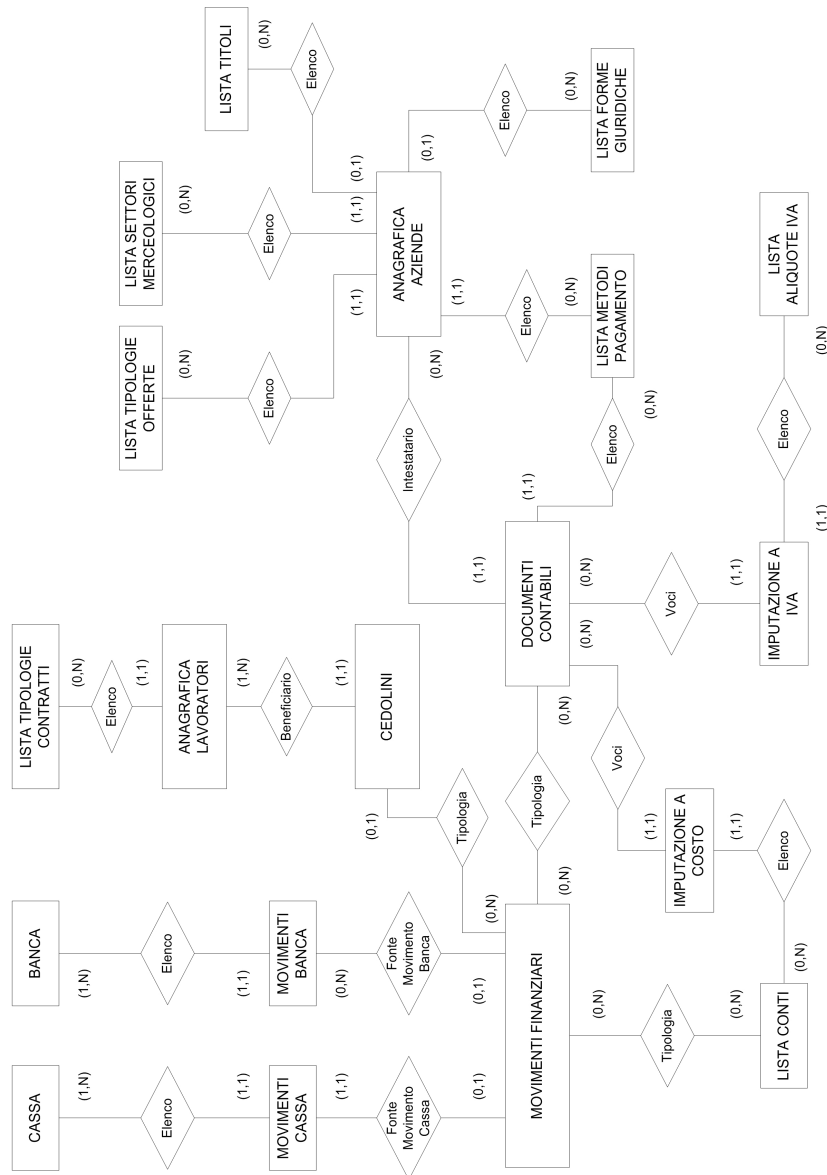 CASSA
(1,N)
Elenco
(1,1)
MOVIMENTI
CASSA
(1,1)
Fonte
Movimento
Cassa
(0,1)
BANCA
(1,N)
Elenco
(1,1)
MOVIMENTI
BANCA
(0,N)
Fonte
Movimento
Banca
(0,1)
MOVIMENTI FINANZIARI
(0,N)
Tipologia
(0,N)
LISTA CONTI
(0,N)
Elenco
(1,1)
IMPUTAZIONE A
COSTO
(1,1)
Voci
(0,N)
LISTA TIPOLOGIE
CONTRATTI
(0,N)
Elenco
(1,1)
ANAGRAFICA
LAVORATORI
(1,N)
Beneficiario
(1,1)
CEDOLINI
(0,1)
Tipologia
(0,N)
(0,N)
Tipologia
(0,N)
DOCUMENTI
CONTABILI
(1,1)
Intestatario
(0,N)
(0,N)
Voci
(1,1)
IMPUTAZIONE A
IVA
(1,1)
Elenco
(0,N)
LISTA
ALIQUOTE IVA
(1,1)
Elenco
(0,N)
LISTA METODI
PAGAMENTO
(0,N)
Elenco
(1,1)
LISTA TIPOLOGIE
OFFERTE
(0,N)
Elenco
(1,1)
LISTA SETTORI
MERCEOLOGICI
(0,N)
Elenco
(1,1)
LISTA TITOLI
(0,N)
Elenco
(0,1)
ANAGRAFICA
AZIENDE
(0,1)
Elenco
(0,N)
LISTA FORME
GIURIDICHE